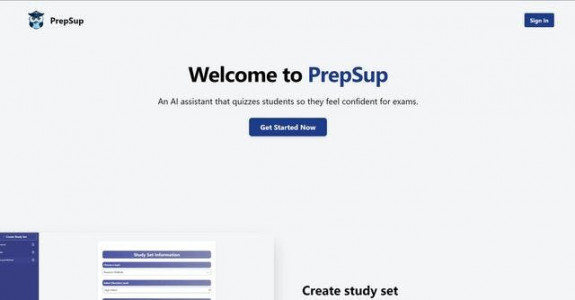 PrepSup
Sign In
Welcome to PrepSup
An AI assistant that quizzes students so they feel confident for exams.
Get Started Now
Create Study Set
Study Set Information
Create study set